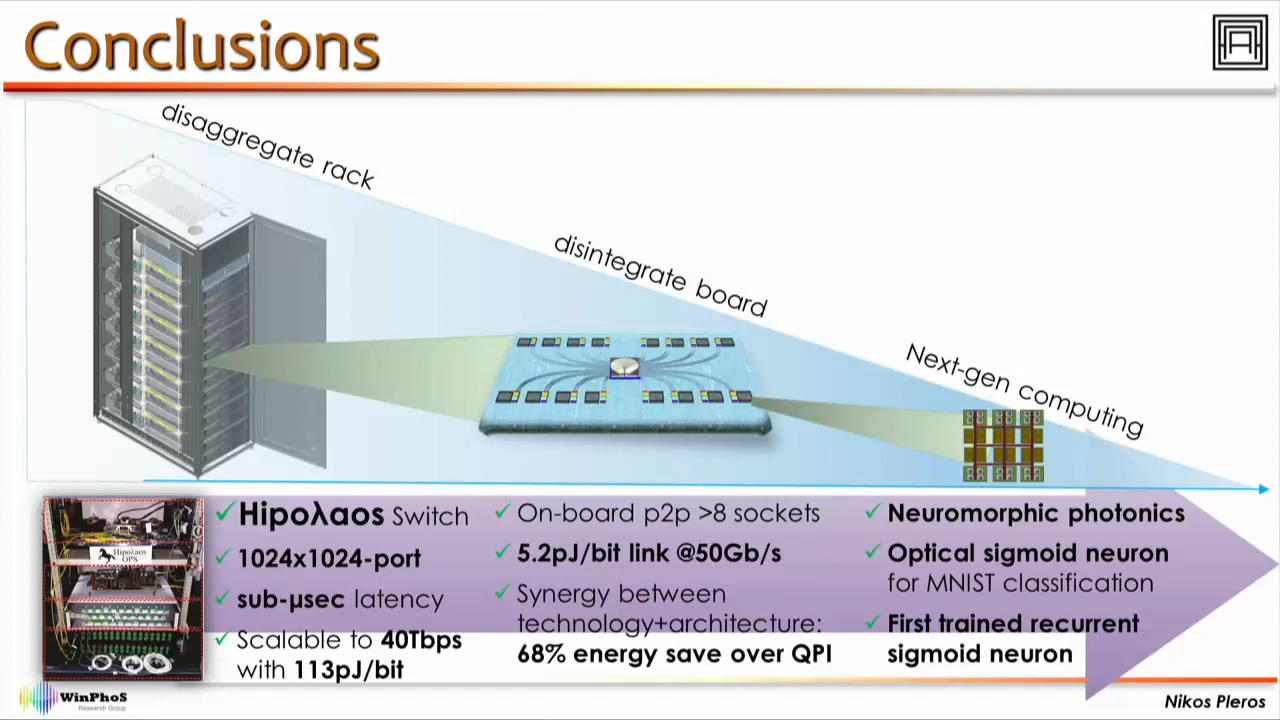 Conclusions
disaggregate rack
disintegrate board
Next-gen computing
Hipoλaos
OPS
✓ Hipoλaos Switch
✓ 1024x1024-port
✓ sub-μsec latency
✓ Scalable to 40Tbps
with 113pJ/bit
✓ On-board p2p >8 sockets
✓ 5.2pJ/bit link @50Gb/s
✓ Synergy between
technology+architecture:
68% energy save over QPI
✓ Neuromorphic photonics
✓ Optical sigmoid neuron
for MNIST classification
✓ First trained recurrent
sigmoid neuron
WinPhoS
Research Group
Nikos Pleros